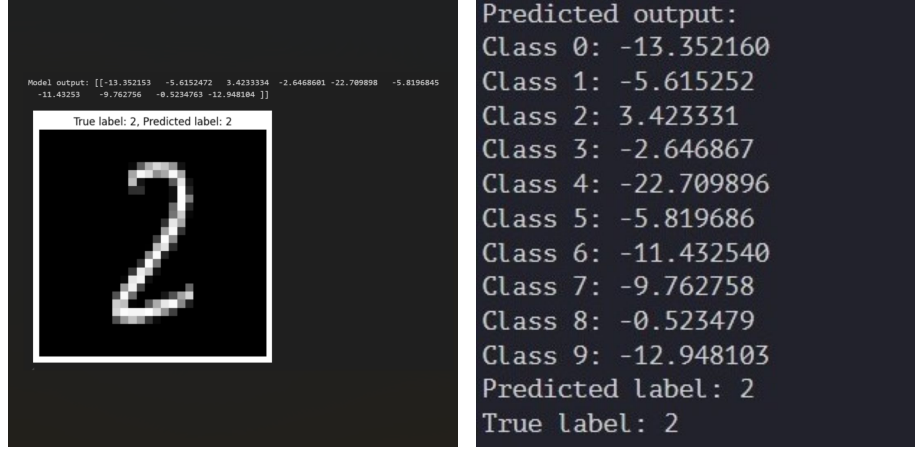 Model output: [[-13.352153 -5.6152472 3.4233334 -2.6468601 -22.709898 -5.8196845
-11.43253 -9.762756 -0.5234763 -12.948104 ]]
True label: 2, Predicted label: 2
2
Predicted output:
Class 0: -13.352160
Class 1: -5.615252
Class 2: 3.423331
Class 3: -2.646867
Class 4: -22.709896
Class 5: -5.819686
Class 6: -11.432540
Class 7: -9.762758
Class 8: -0.523479
Class 9: -12.948103
Predicted label: 2
True label: 2